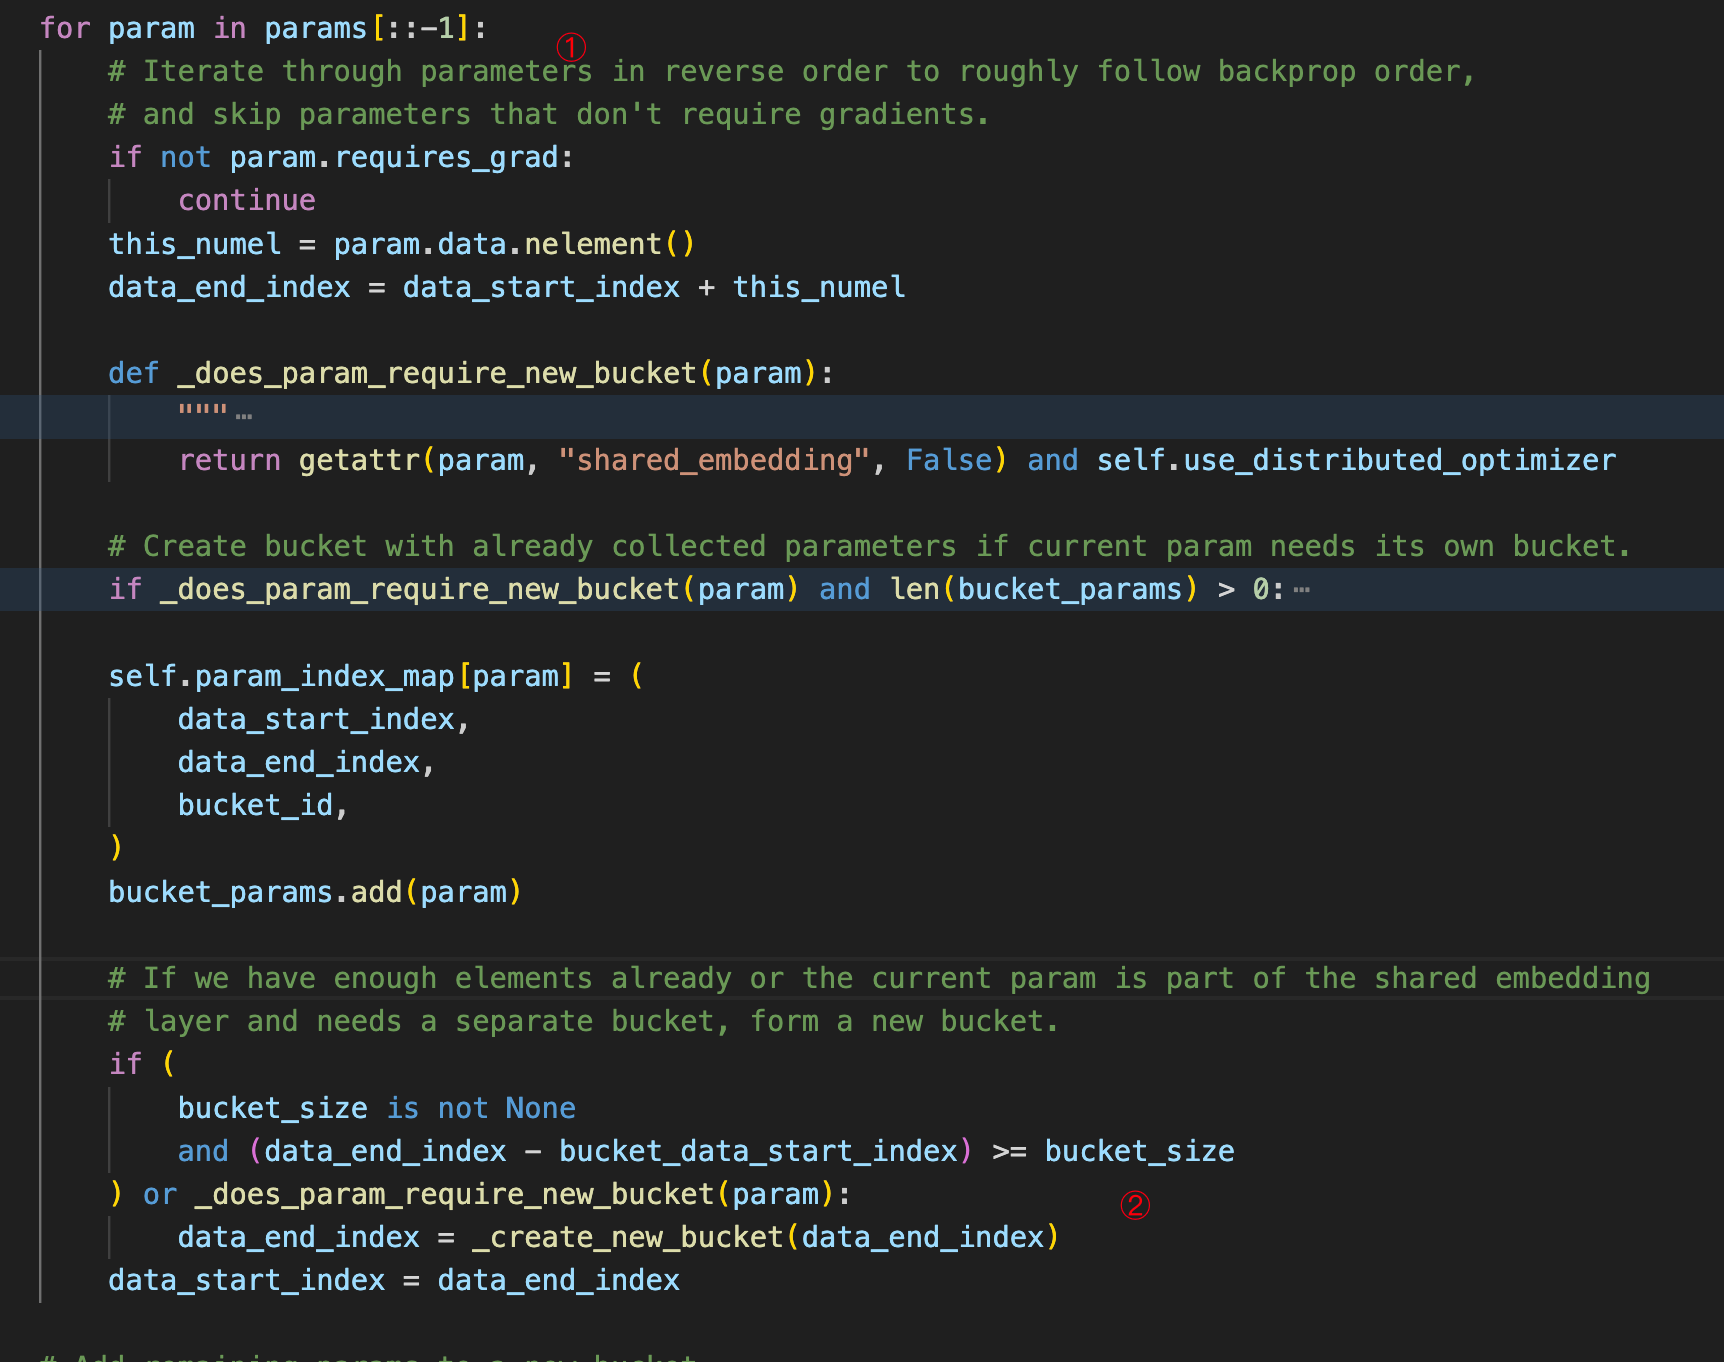 for param in params[::-1]:
①
# Iterate through parameters in reverse order to roughly follow backprop order,
# and skip parameters that don't require gradients.
if not param.requires_grad:
continue
this_numel = param.data.nelement()
data_end_index = data_start_index + this_numel
def _does_param_require_new_bucket(param):
"""…
return getattr(param, "shared_embedding", False) and self.use_distributed_optimizer
# Create bucket with already collected parameters if current param needs its own bucket.
if _does_param_require_new_bucket(param) and len(bucket_params) > 0:…
self.param_index_map[param] = (
data_start_index,
data_end_index,
bucket_id,
)
bucket_params.add(param)
# If we have enough elements already or the current param is part of the shared embedding
# layer and needs a separate bucket, form a new bucket.
if (
bucket_size is not None
and (data_end_index - bucket_data_start_index) >= bucket_size
) or _does_param_require_new_bucket(param):
②
data_end_index = _create_new_bucket(data_end_index)
data_start_index = data_end_index
# Add remaining params to a new bucket